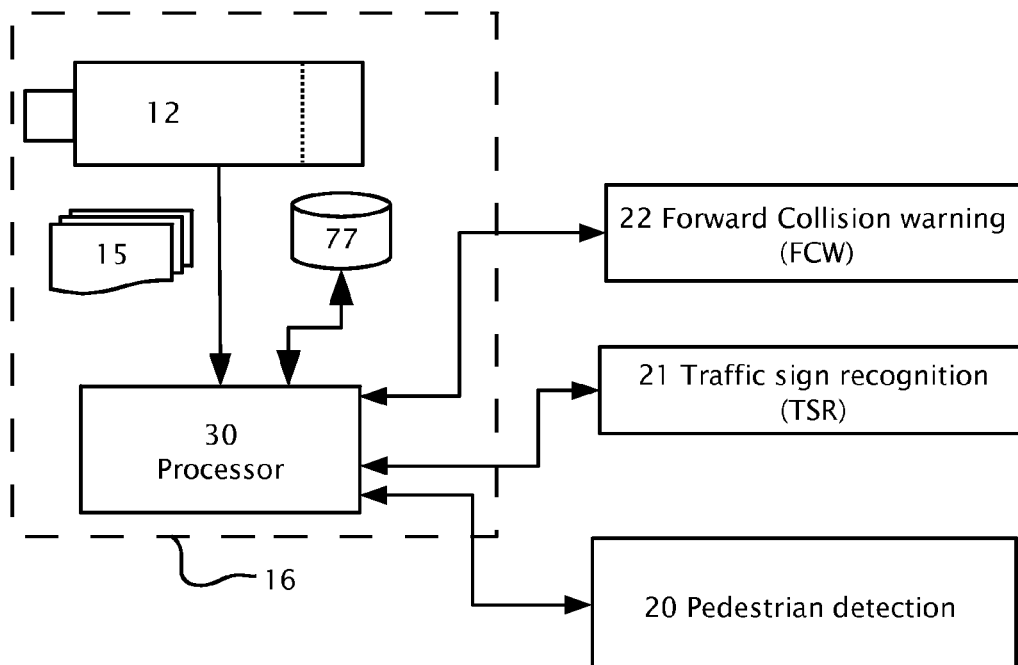 12
15
77
22 Forward Collision warning
(FCW)
21 Traffic sign recognition
(TSR)
30
Processor
16
20 Pedestrian detection